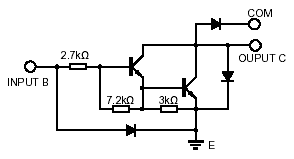 COM
OUPUT C
2.7kΩ
INPUT B
7.2kΩ
3kΩ
E